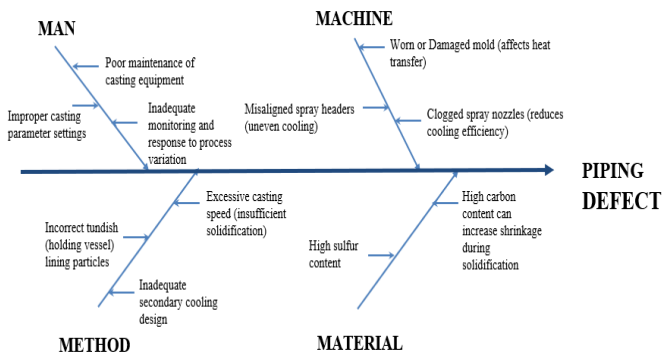 MAN
Poor maintenance of
casting equipment
Improper casting
parameter settings
Inadequate
monitoring and
response to process
variation
MACHINE
Worn or Damaged mold (affects heat
transfer)
Misaligned spray headers
(uneven cooling)
Clogged spray nozzles (reduces
cooling efficiency)
PIPING
DEFECT
Excessive casting
speed (insufficient
solidification)
Incorrect tundish
(holding vessel)
lining particles
Inadequate
secondary cooling
design
METHOD
High carbon
content can
increase shrinkage
during
solidification
High sulfur
content
MATERIAL